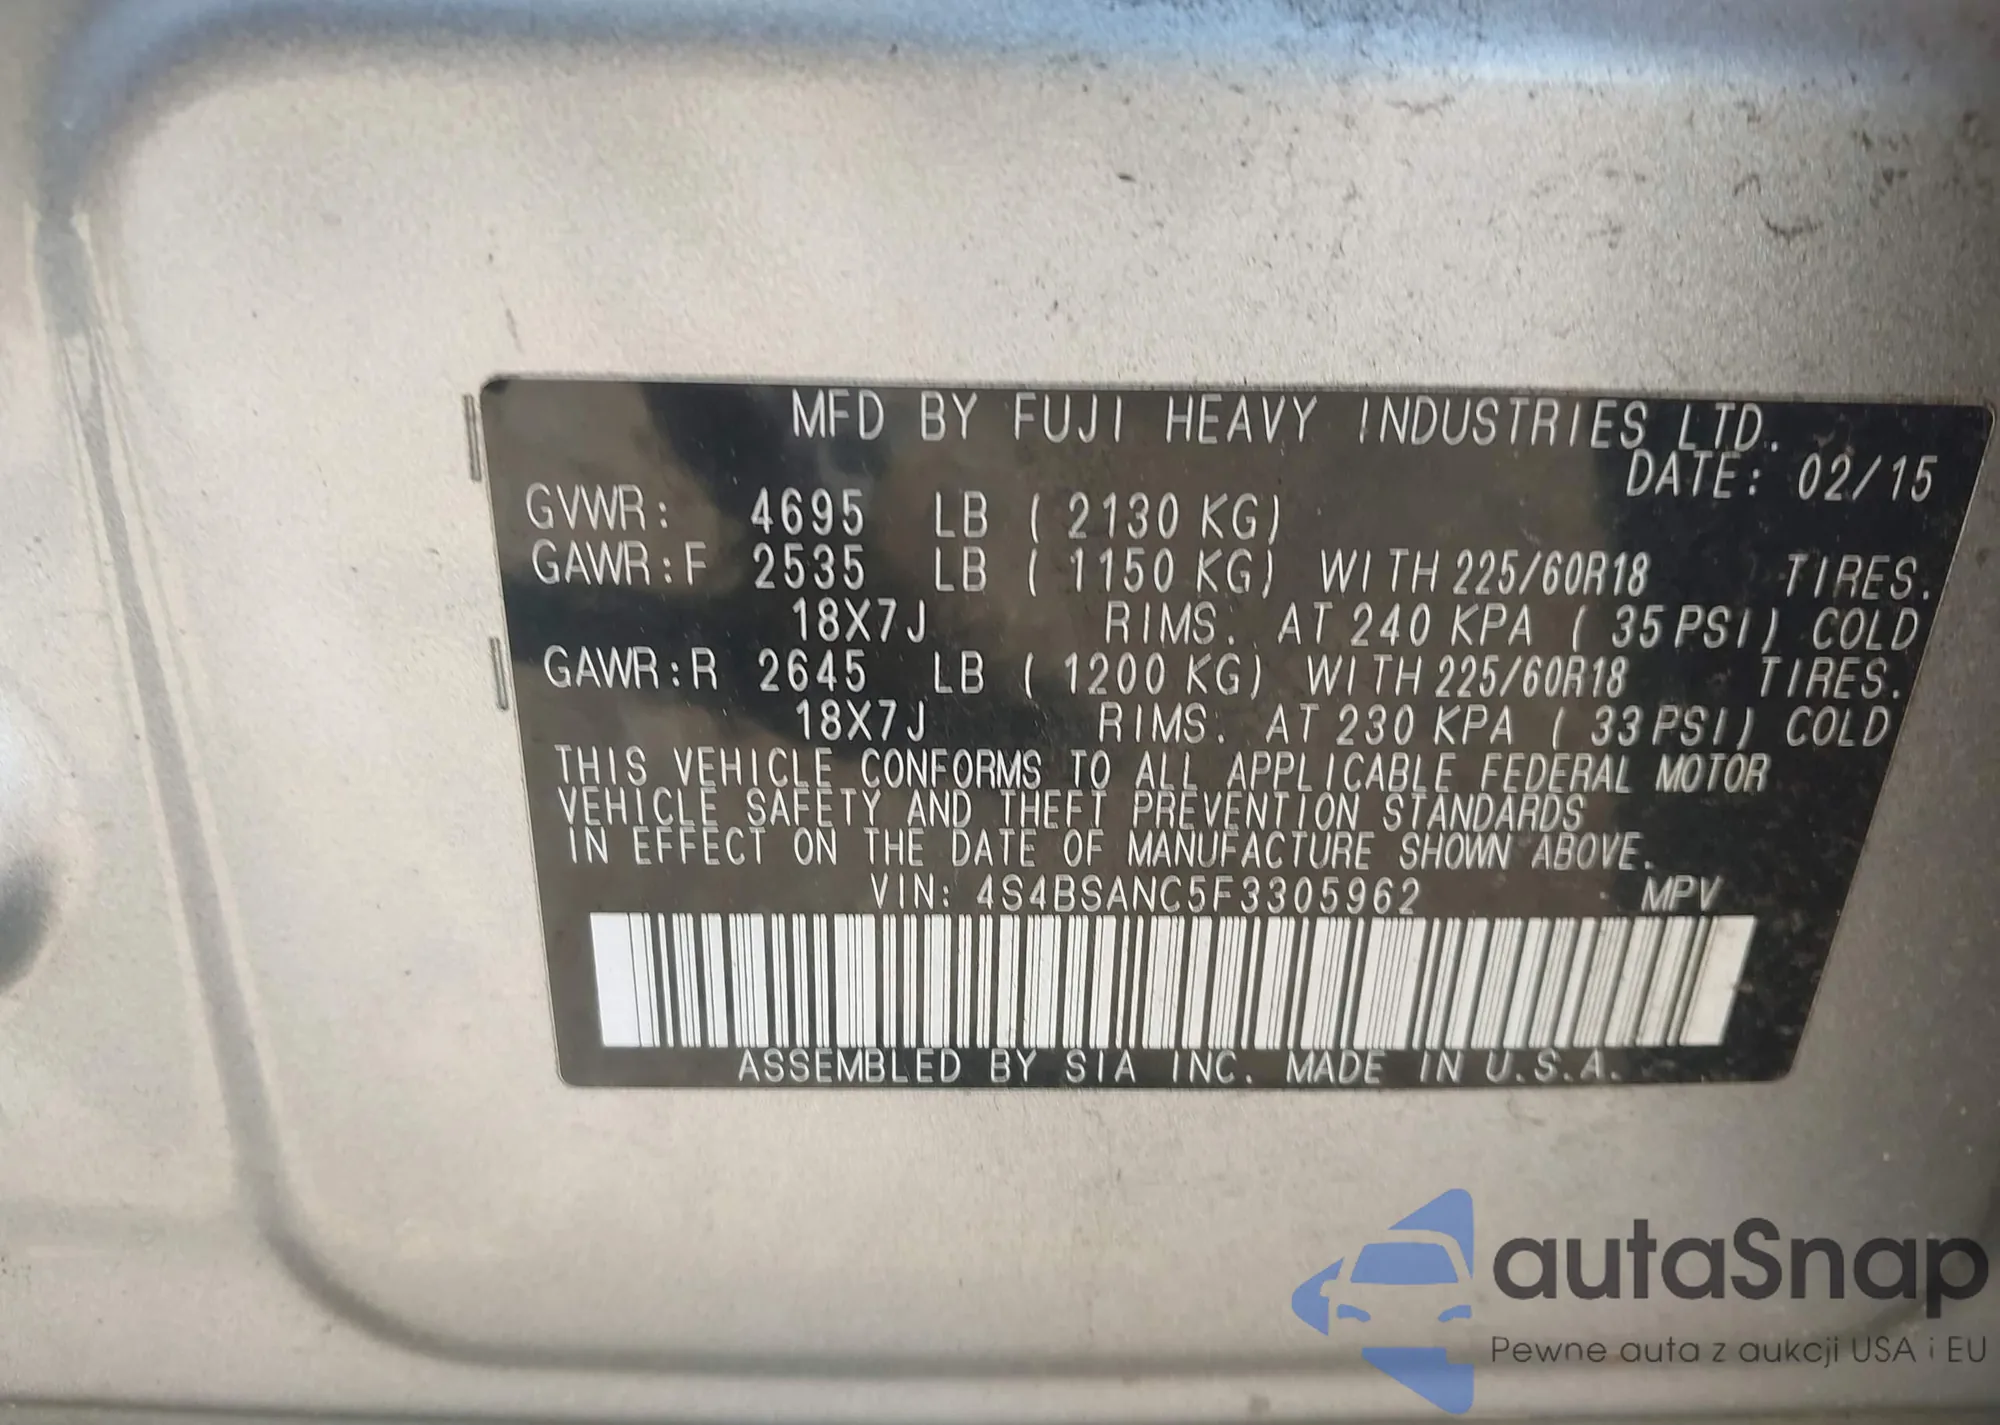 MFD BY FUJI HEAVY INDUSTRIES LTD.
DATE: 02/15
GVWR: 4695 LB ( 2130 KG)
GAWR:F 2535 LB ( 1150 KG) WITH 225/60R18 TIRES.
18X7J RIMS. AT 240 KPA ( 35 PSI) COLD
GAWR:R 2645 LB ( 1200 KG) WITH 225/60R18 TIRES.
18X7J RIMS. AT 230 KPA ( 33 PSI) COLD
THIS VEHICLE CONFORMS TO ALL APPLICABLE FEDERAL MOTOR
VEHICLE SAFETY AND THEFT PREVENTION STANDARDS
IN EFFECT ON THE DATE OF MANUFACTURE SHOWN ABOVE.
VIN: 4S4BSANC5F3305962 MPV
ASSEMBLED BY SIA INC. MADE IN U.S.A.
autaSnap
Pewne auta z aukcji USA i EU